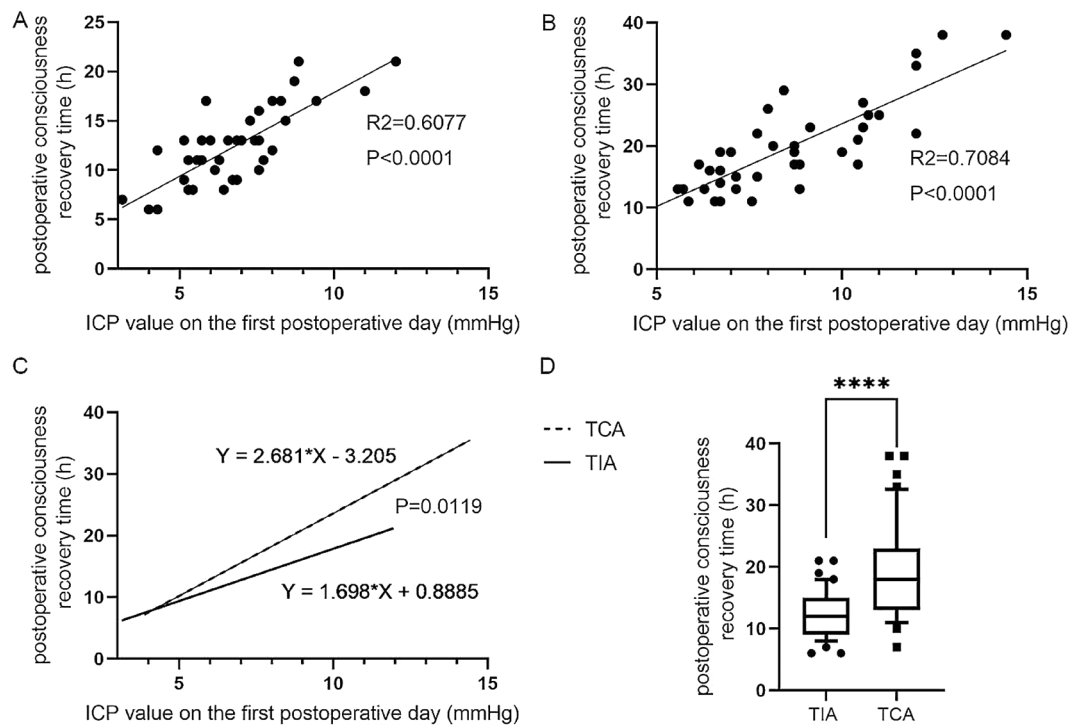 A
postoperative consciousness
recovery time (h)
25
20
15
10
5
0
R2=0.6077
P<0.0001
5
10
15
ICP value on the first postoperative day (mmHg)
B
postoperative consciousness
recovery time (h)
40
30
20
10
0
R2=0.7084
P<0.0001
5
10
15
ICP value on the first postoperative day (mmHg)
C
postoperative consciousness
recovery time (h)
40
30
20
10
0
Y = 2.681*X - 3.205
P=0.0119
Y = 1.698*X + 0.8885
5
10
15
ICP value on the first postoperative day (mmHg)
TCA
TIA
D
postoperative consciousness
recovery time (h)
40
30
20
10
0
****
TIA
TCA